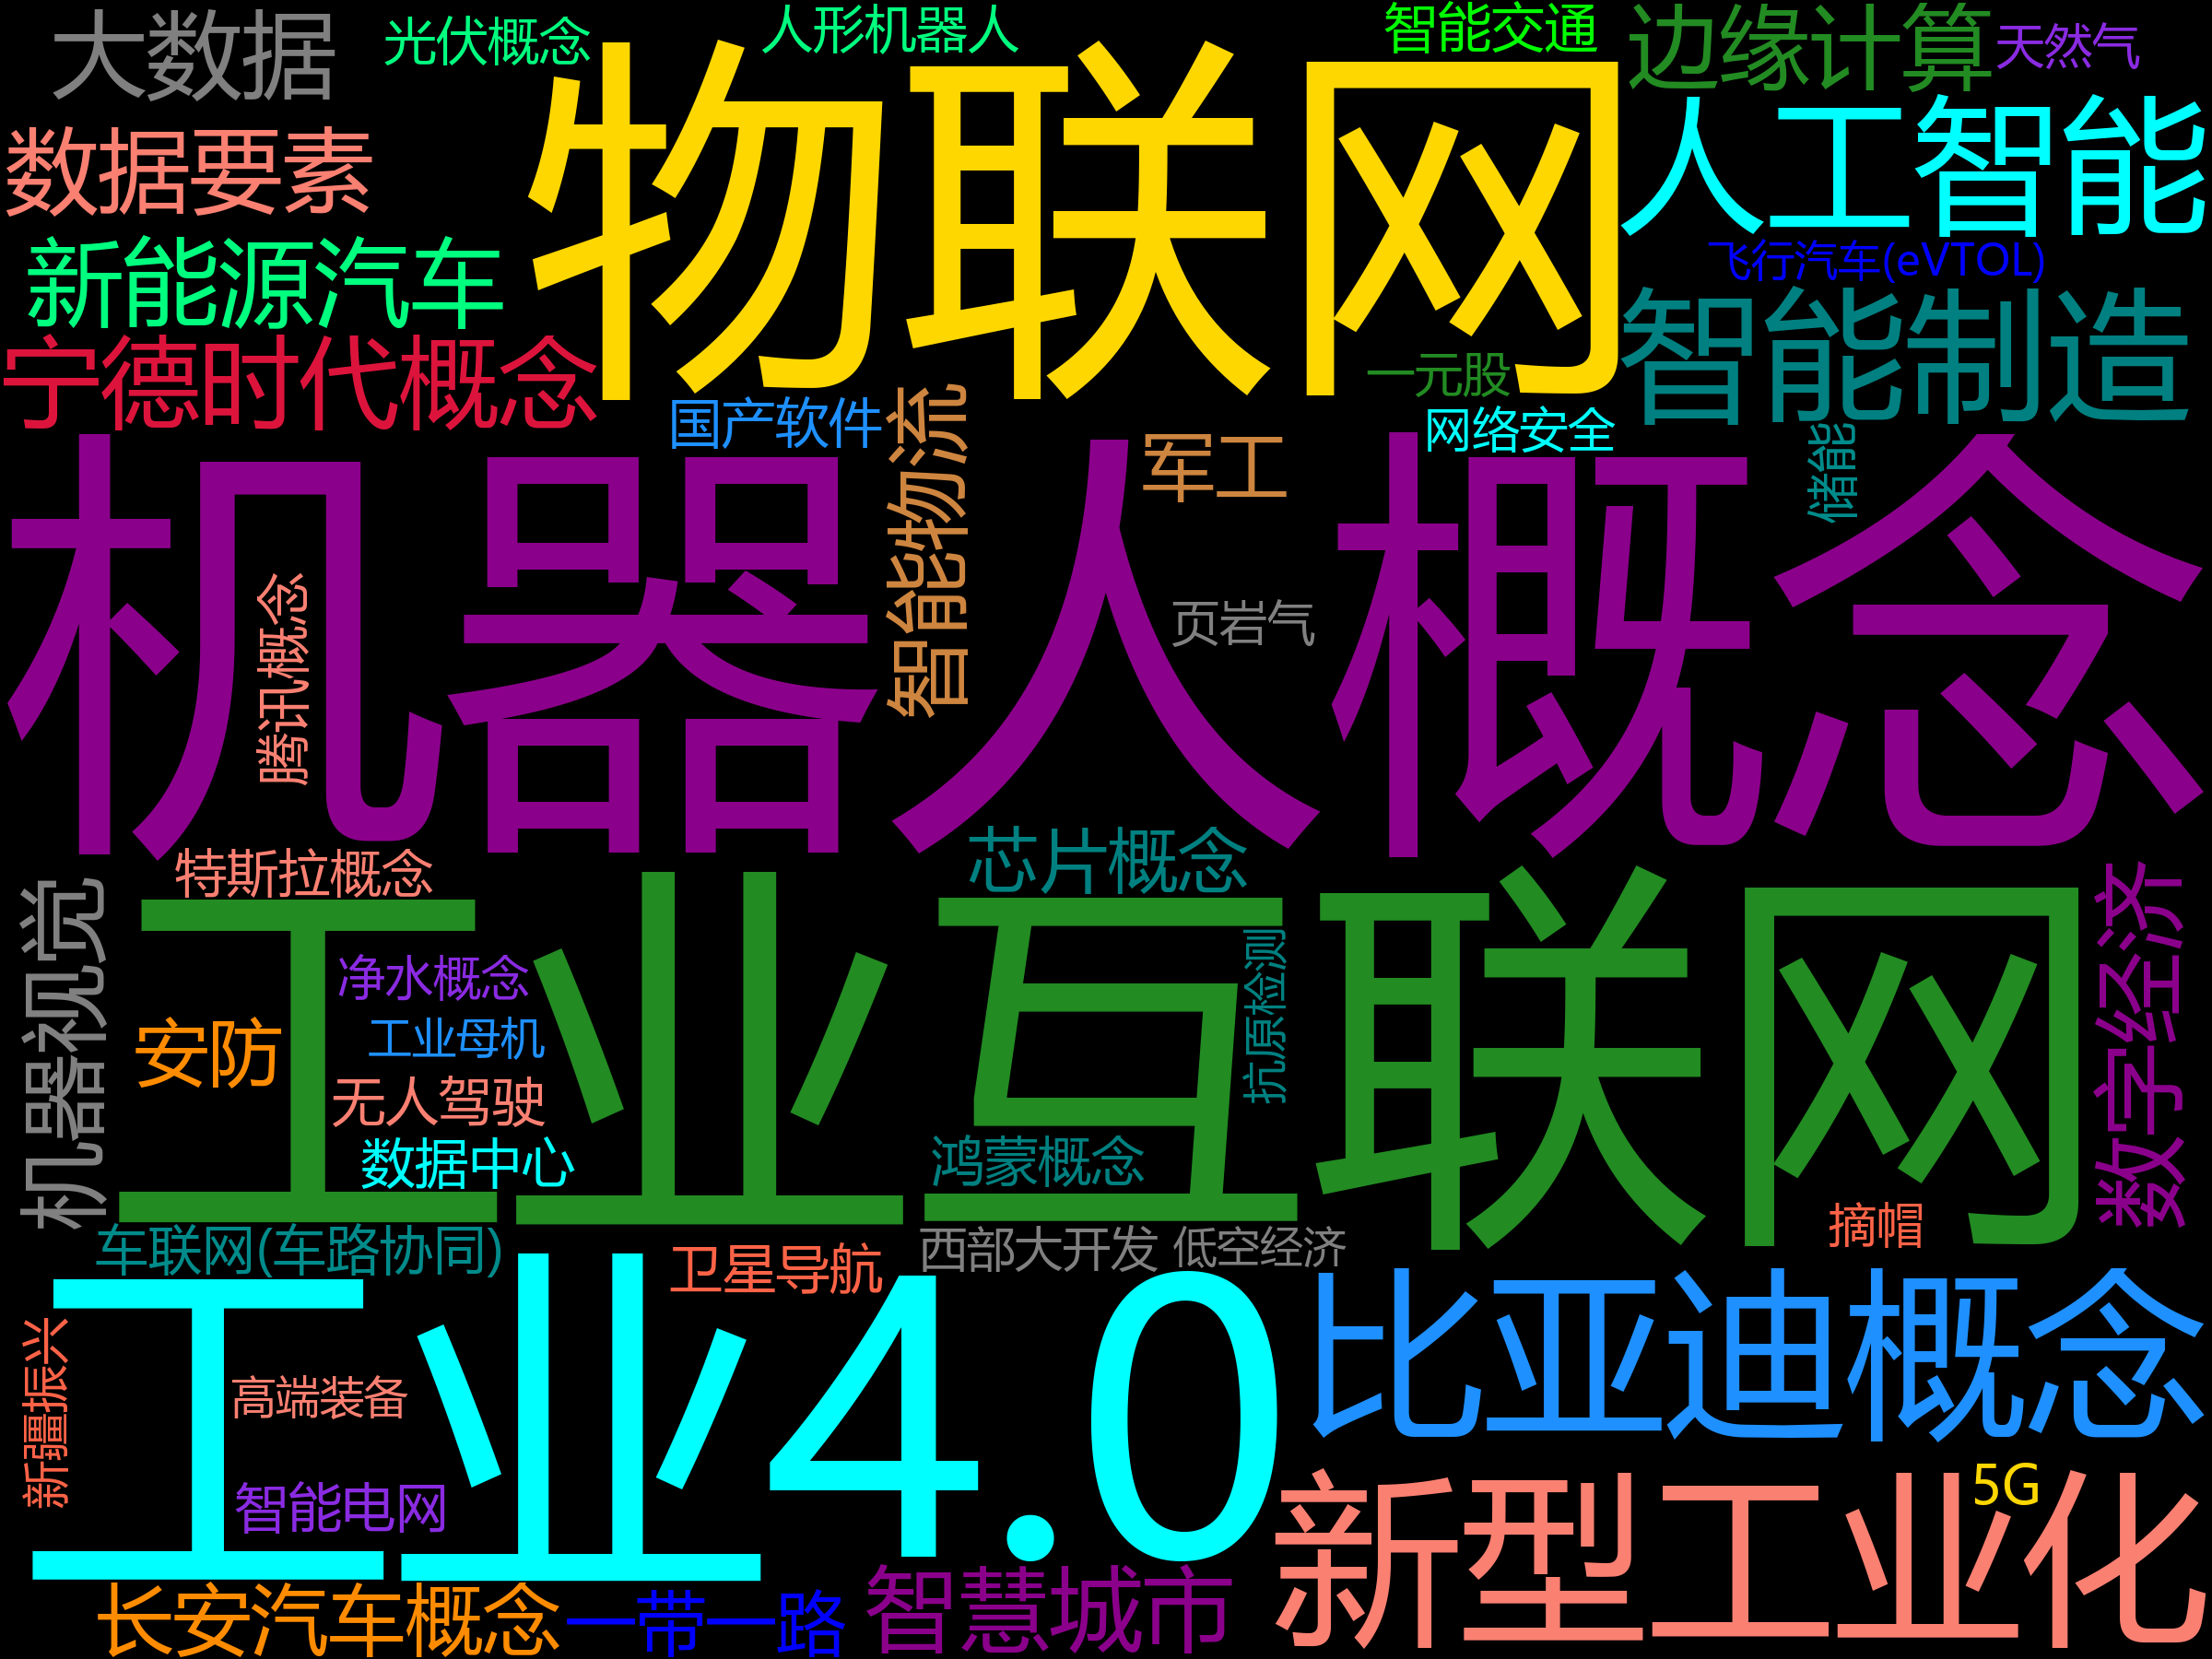 大数据
光伏概念
人形机器人
智能交通
边缘计算
天然气
物联网
人工智能
数据要素
新能源汽车
飞行汽车(eVTOL)
智能制造
宁德时代概念
一元股
国产软件
网络安全
智能物流
军工
储能
机器人概念
腾讯概念
页岩气
芯片概念
特斯拉概念
机器视觉
工业互联网
数字经济
净水概念
抗原检测
安防
工业母机
无人驾驶
数据中心
鸿蒙概念
摘帽
车联网(车路协同)
卫星导航
西部大开发
低空经济
工业4.0
比亚迪概念
新疆振兴
高端装备
智能电网
5G
新型工业化
长安汽车概念
一带一路
智慧城市